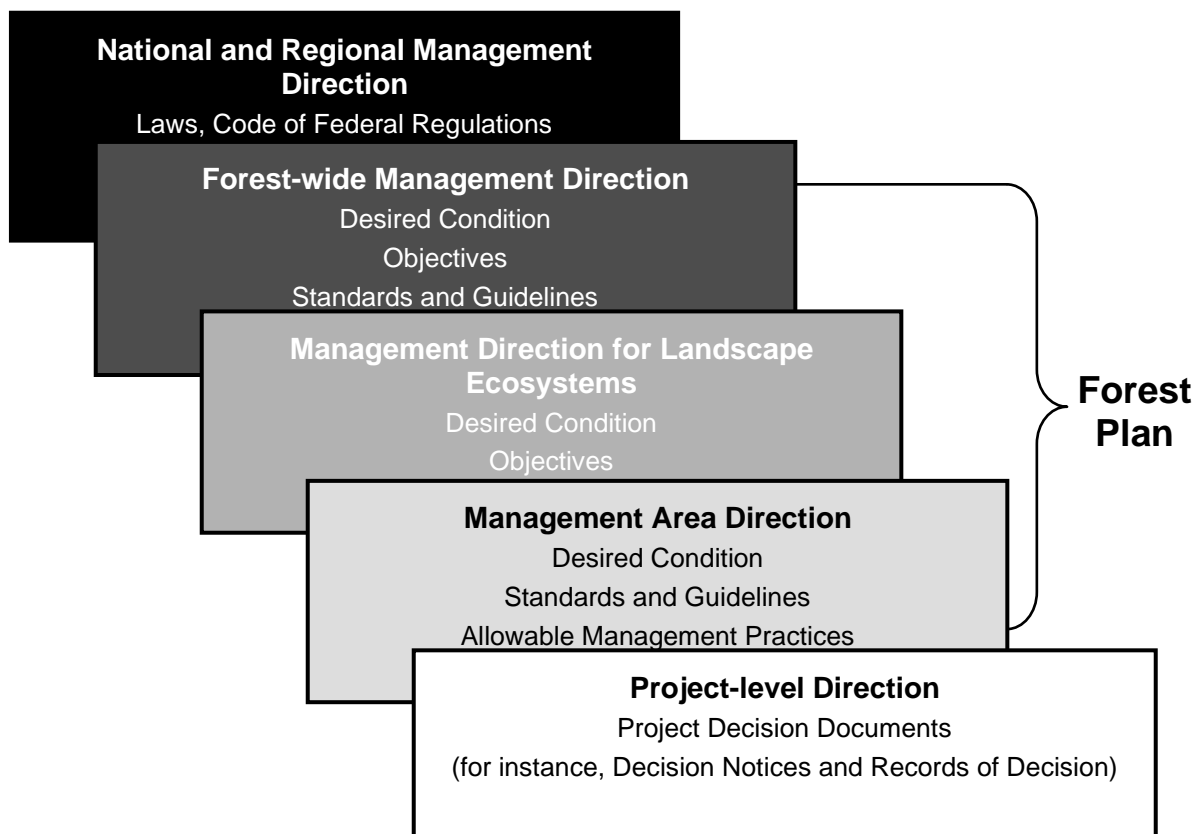 National and Regional Management
Direction
Laws, Code of Federal Regulations
Forest-wide Management Direction
Desired Condition
Objectives
Standards and Guidelines
Management Direction for Landscape
Ecosystems
Desired Condition
Objectives
Management Area Direction
Desired Condition
Standards and Guidelines
Allowable Management Practices
Project-level Direction
Project Decision Documents
(for instance, Decision Notices and Records of Decision)
Forest
Plan